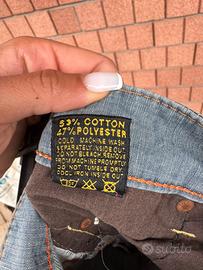 53% COTTON
47% POLYESTER
COLD MACHINE WASH
SEPARATELY INSIDE OUT
DO NOT BLEACH REMOVE
FROM MACHINE PROMPTLY
DO NOT TUMBLE DRY.
COOL IRON INSIDE OUT
subito